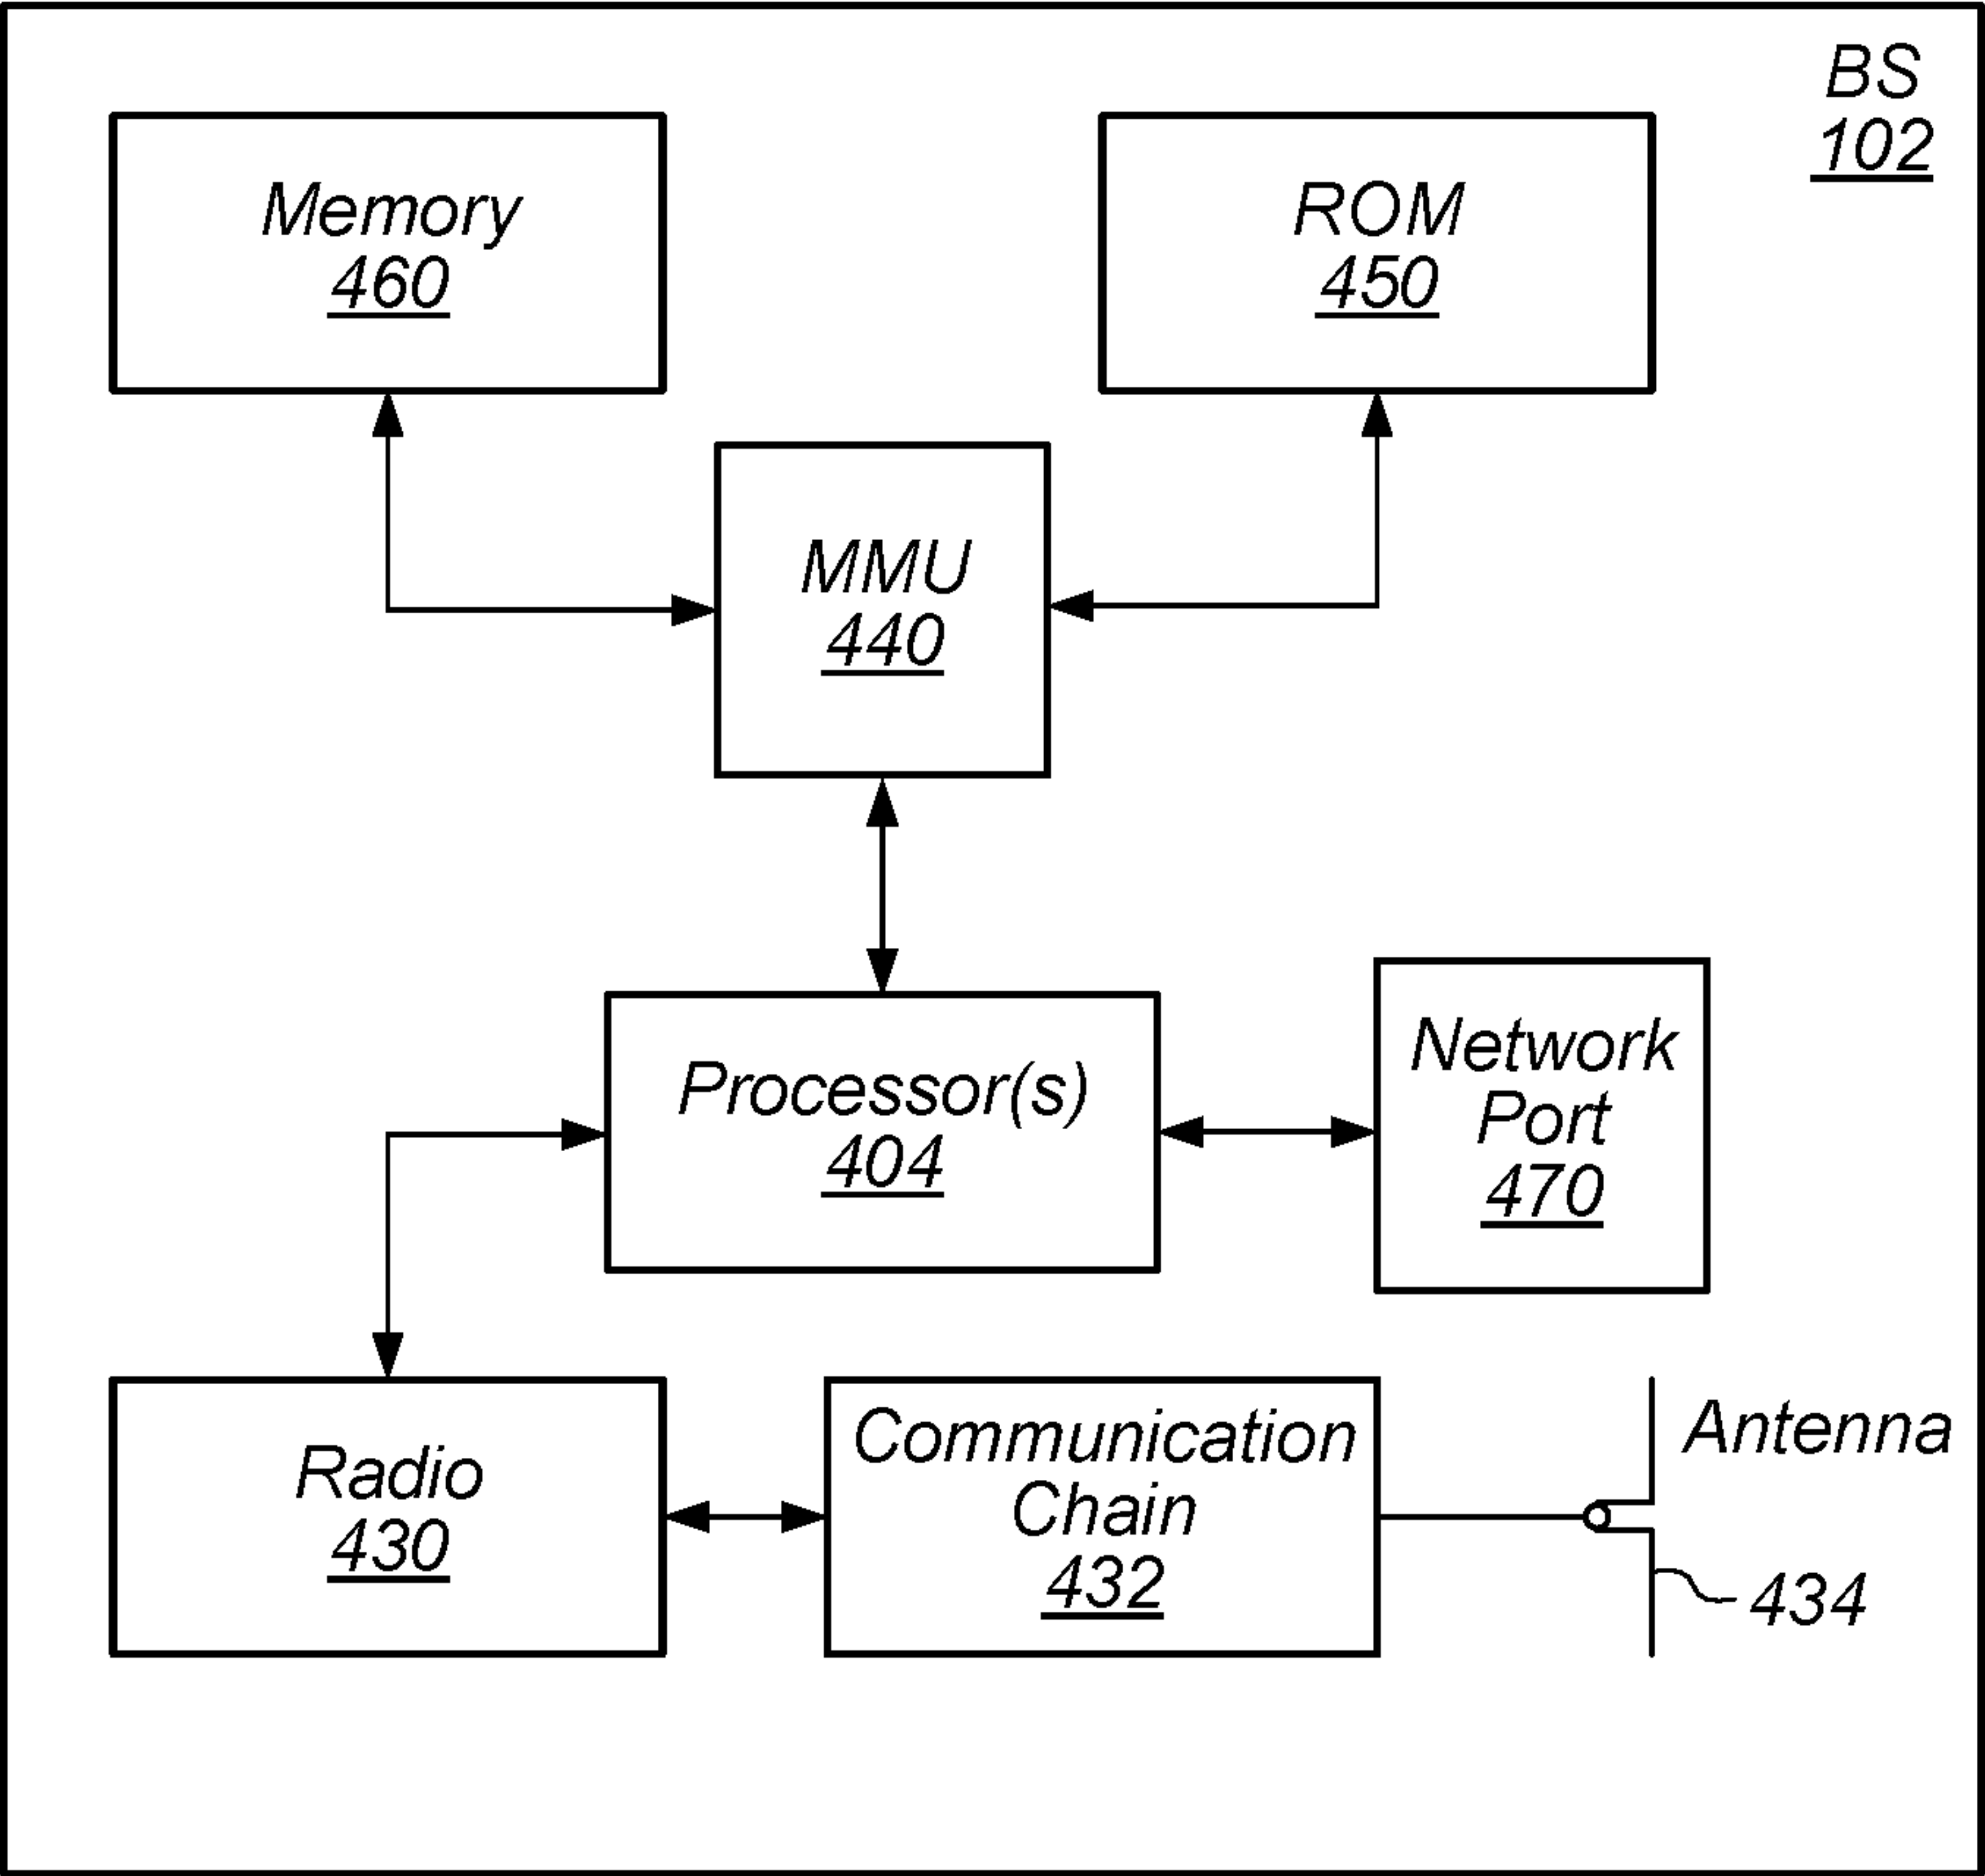 BS
102
Memory
460
ROM
450
MMU
440
Processor(s)
404
Network
Port
470
Radio
430
Communication
Chain
432
Antenna
434